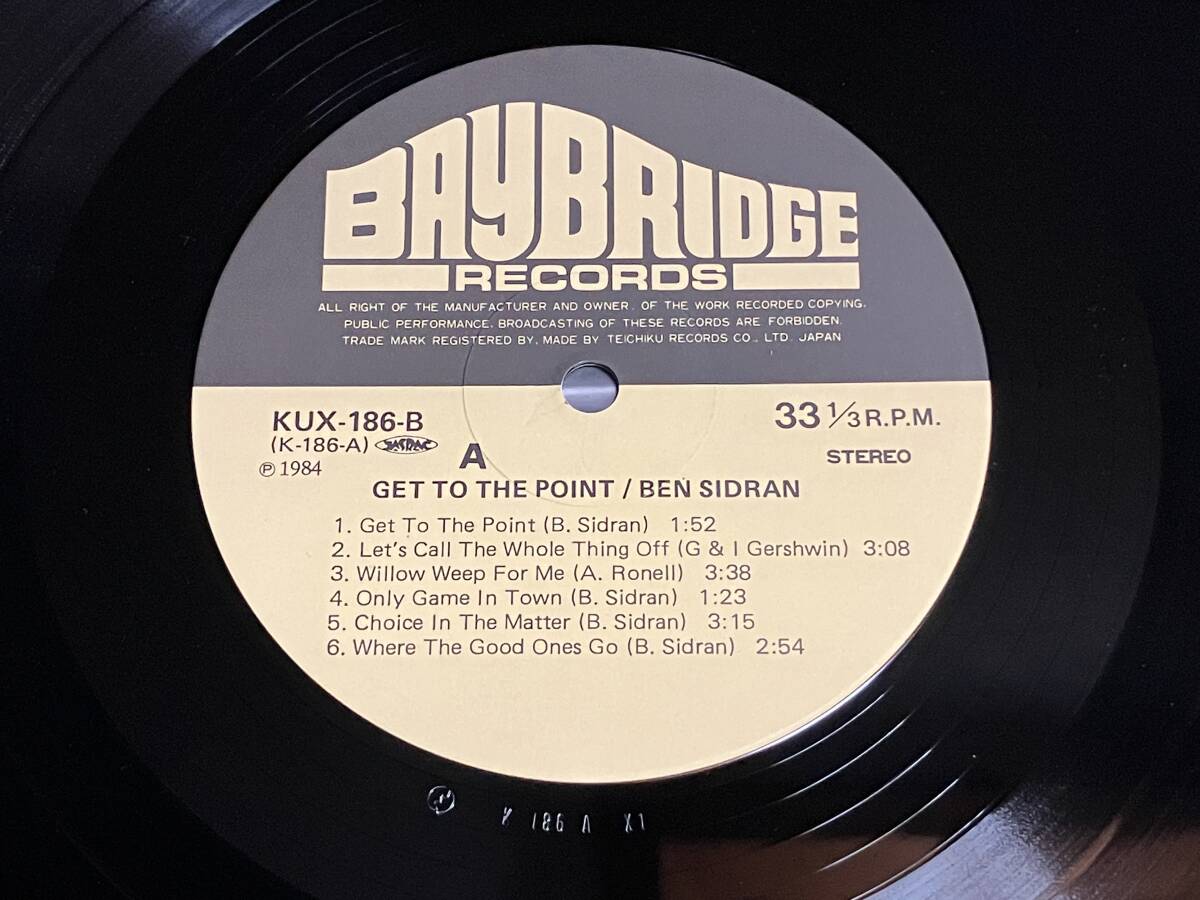 BAYBRIDGE
RECORDS
ALL RIGHT OF THE MANUFACTURER AND OWNER, OF THE WORK RECORDED COPYING.
PUBLIC PERFORMANCE. BROADCASTING OF THESE RECORDS ARE FORBIDDEN.
TRADE MARK REGISTERED BY, MADE BY TEICHIKU RECORDS CO., LTD. JAPAN
KUX-186-B
33 1/3 R.P.M.
(K-186-A) JASRAC
A
STEREO
℗ 1984
GET TO THE POINT / BEN SIDRAN
1. Get To The Point (B. Sidran) 1:52
2. Let's Call The Whole Thing Off (G & I Gershwin) 3:08
3. Willow Weep For Me (A. Ronell) 3:38
4. Only Game In Town (B. Sidran) 1:23
5. Choice In The Matter (B. Sidran) 3:15
6. Where The Good Ones Go (B. Sidran) 2:54
K 186 A X1